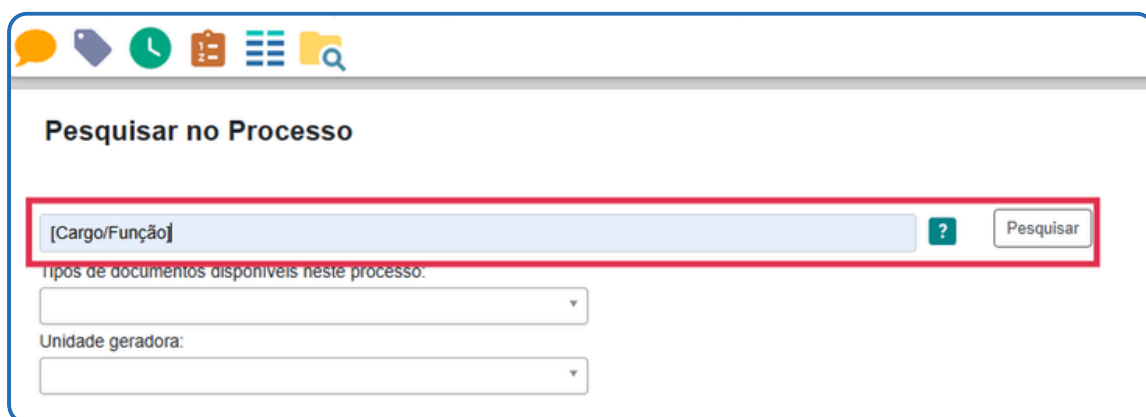 Pesquisar no Processo
[Cargo/Função]
?
Pesquisar
Tipos de documentos disponíveis neste processo:
Unidade geradora: